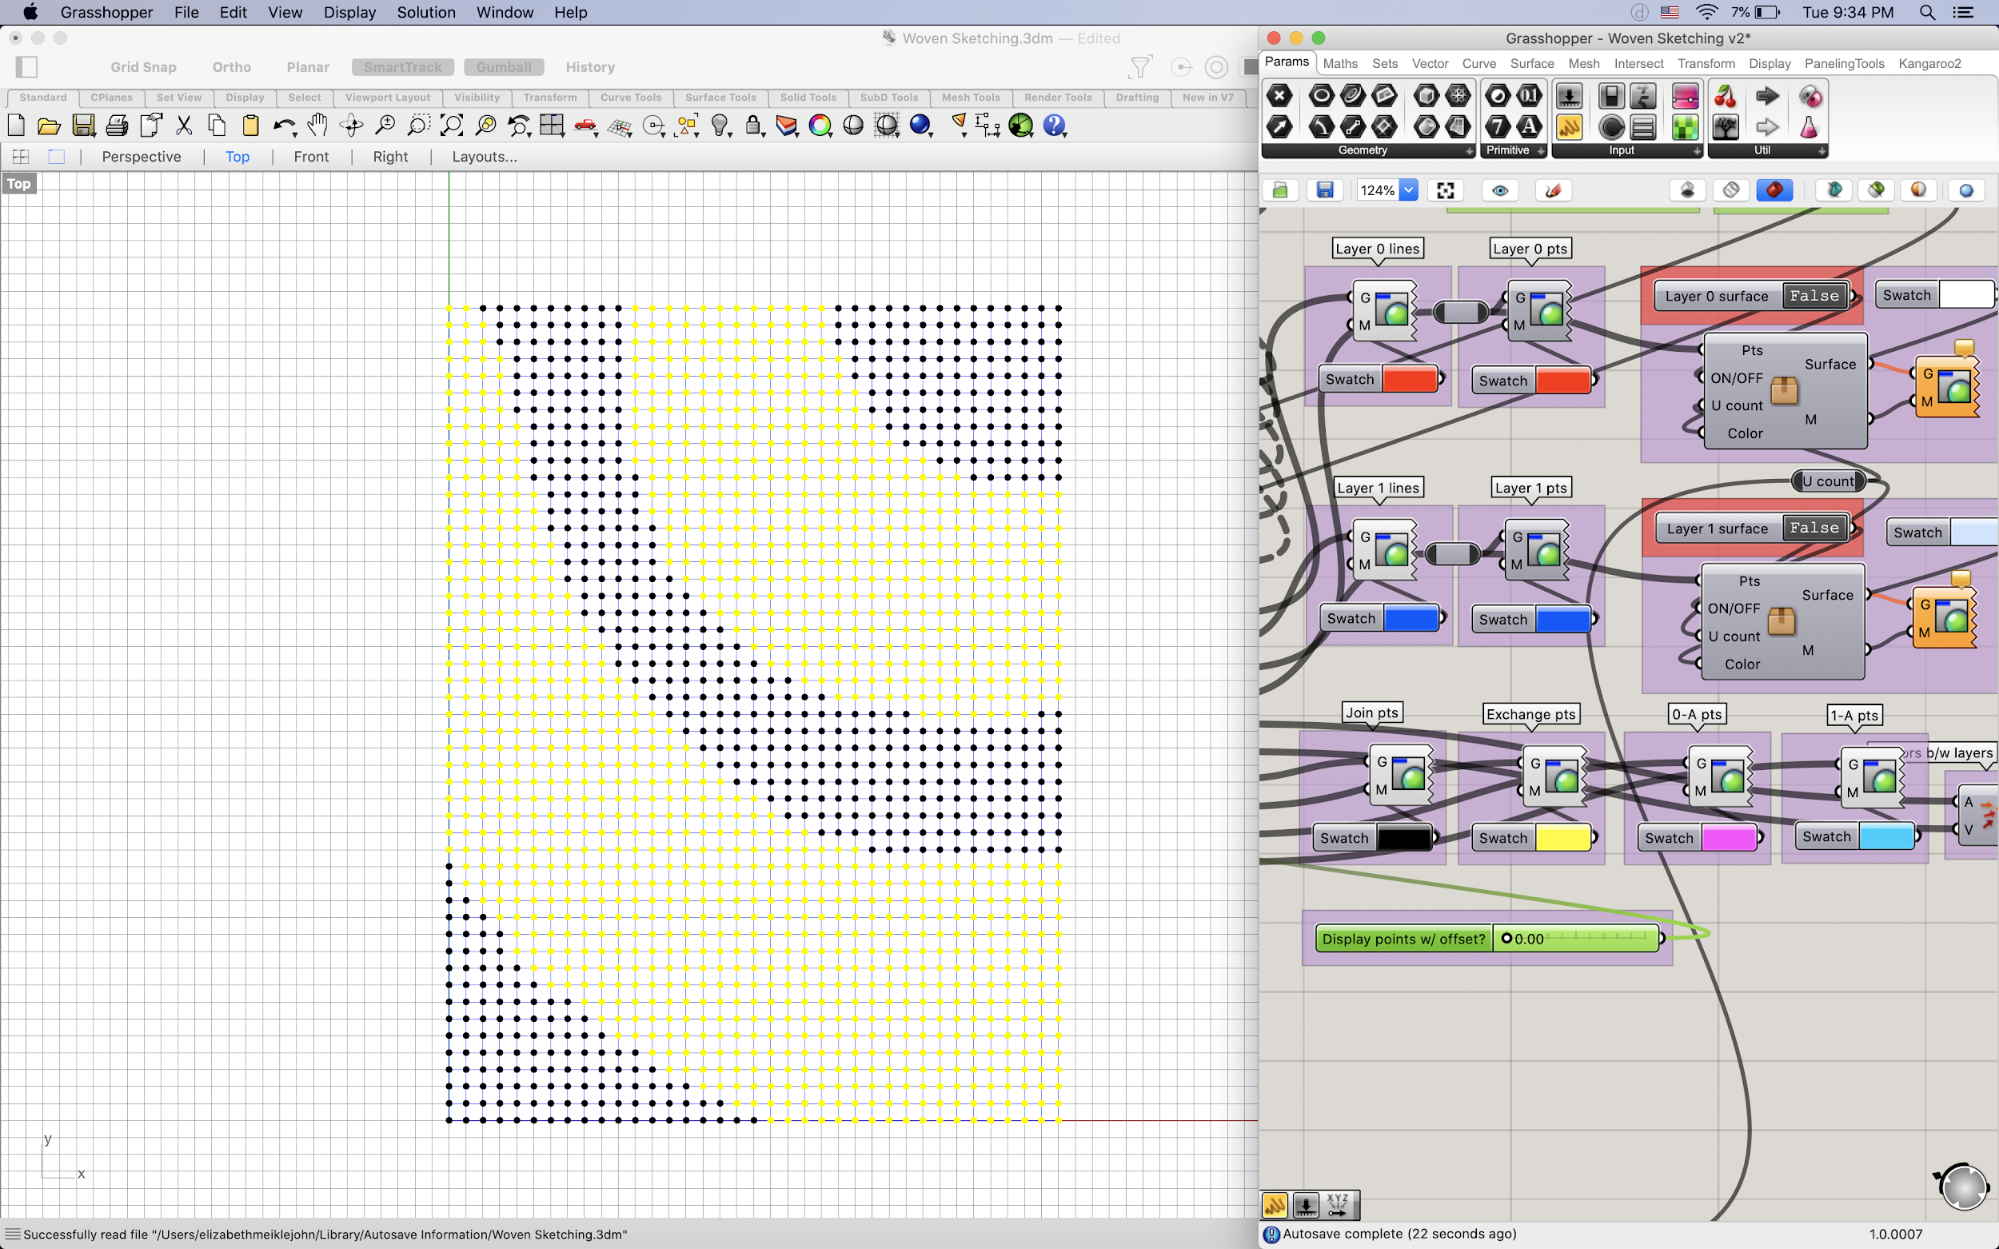 Grasshopper File Edit View Display Solution Window Help 7% Tue 9:34 PM
Woven Sketching.3dm — Edited
Grid Snap Ortho Planar SmartTrack Gumball History
Standard CPlanes Set View Display Select Viewport Layout Visibility Transform Curve Tools Surface Tools Solid Tools SubD Tools Mesh Tools Render Tools Drafting New in V7
Perspective Top Front Right Layouts...
Top
y
x
Successfully read file "/Users/elizabethmeiklejohn/Library/Autosave Information/Woven Sketching.3dm"
Grasshopper - Woven Sketching v2*
Params Maths Sets Vector Curve Surface Mesh Intersect Transform Display PanelingTools Kangaroo2
Geometry Primitive Input Util
124%
Layer 0 lines Layer 0 pts
G M G M
Layer 0 surface False Swatch
Swatch Swatch
Pts
ON/OFF
U count
Color
Surface
M
G
M
U count
Layer 1 lines Layer 1 pts
G M G M
Layer 1 surface False Swatch
Swatch Swatch
Pts
ON/OFF
U count
Color
Surface
M
G
M
Join pts Exchange pts 0-A pts 1-A pts
ors b/w layers
G G G G
M M M M
A
V
Swatch Swatch Swatch Swatch
Display points w/ offset? 0.00
XYZ
Autosave complete (22 seconds ago) 1.0.0007